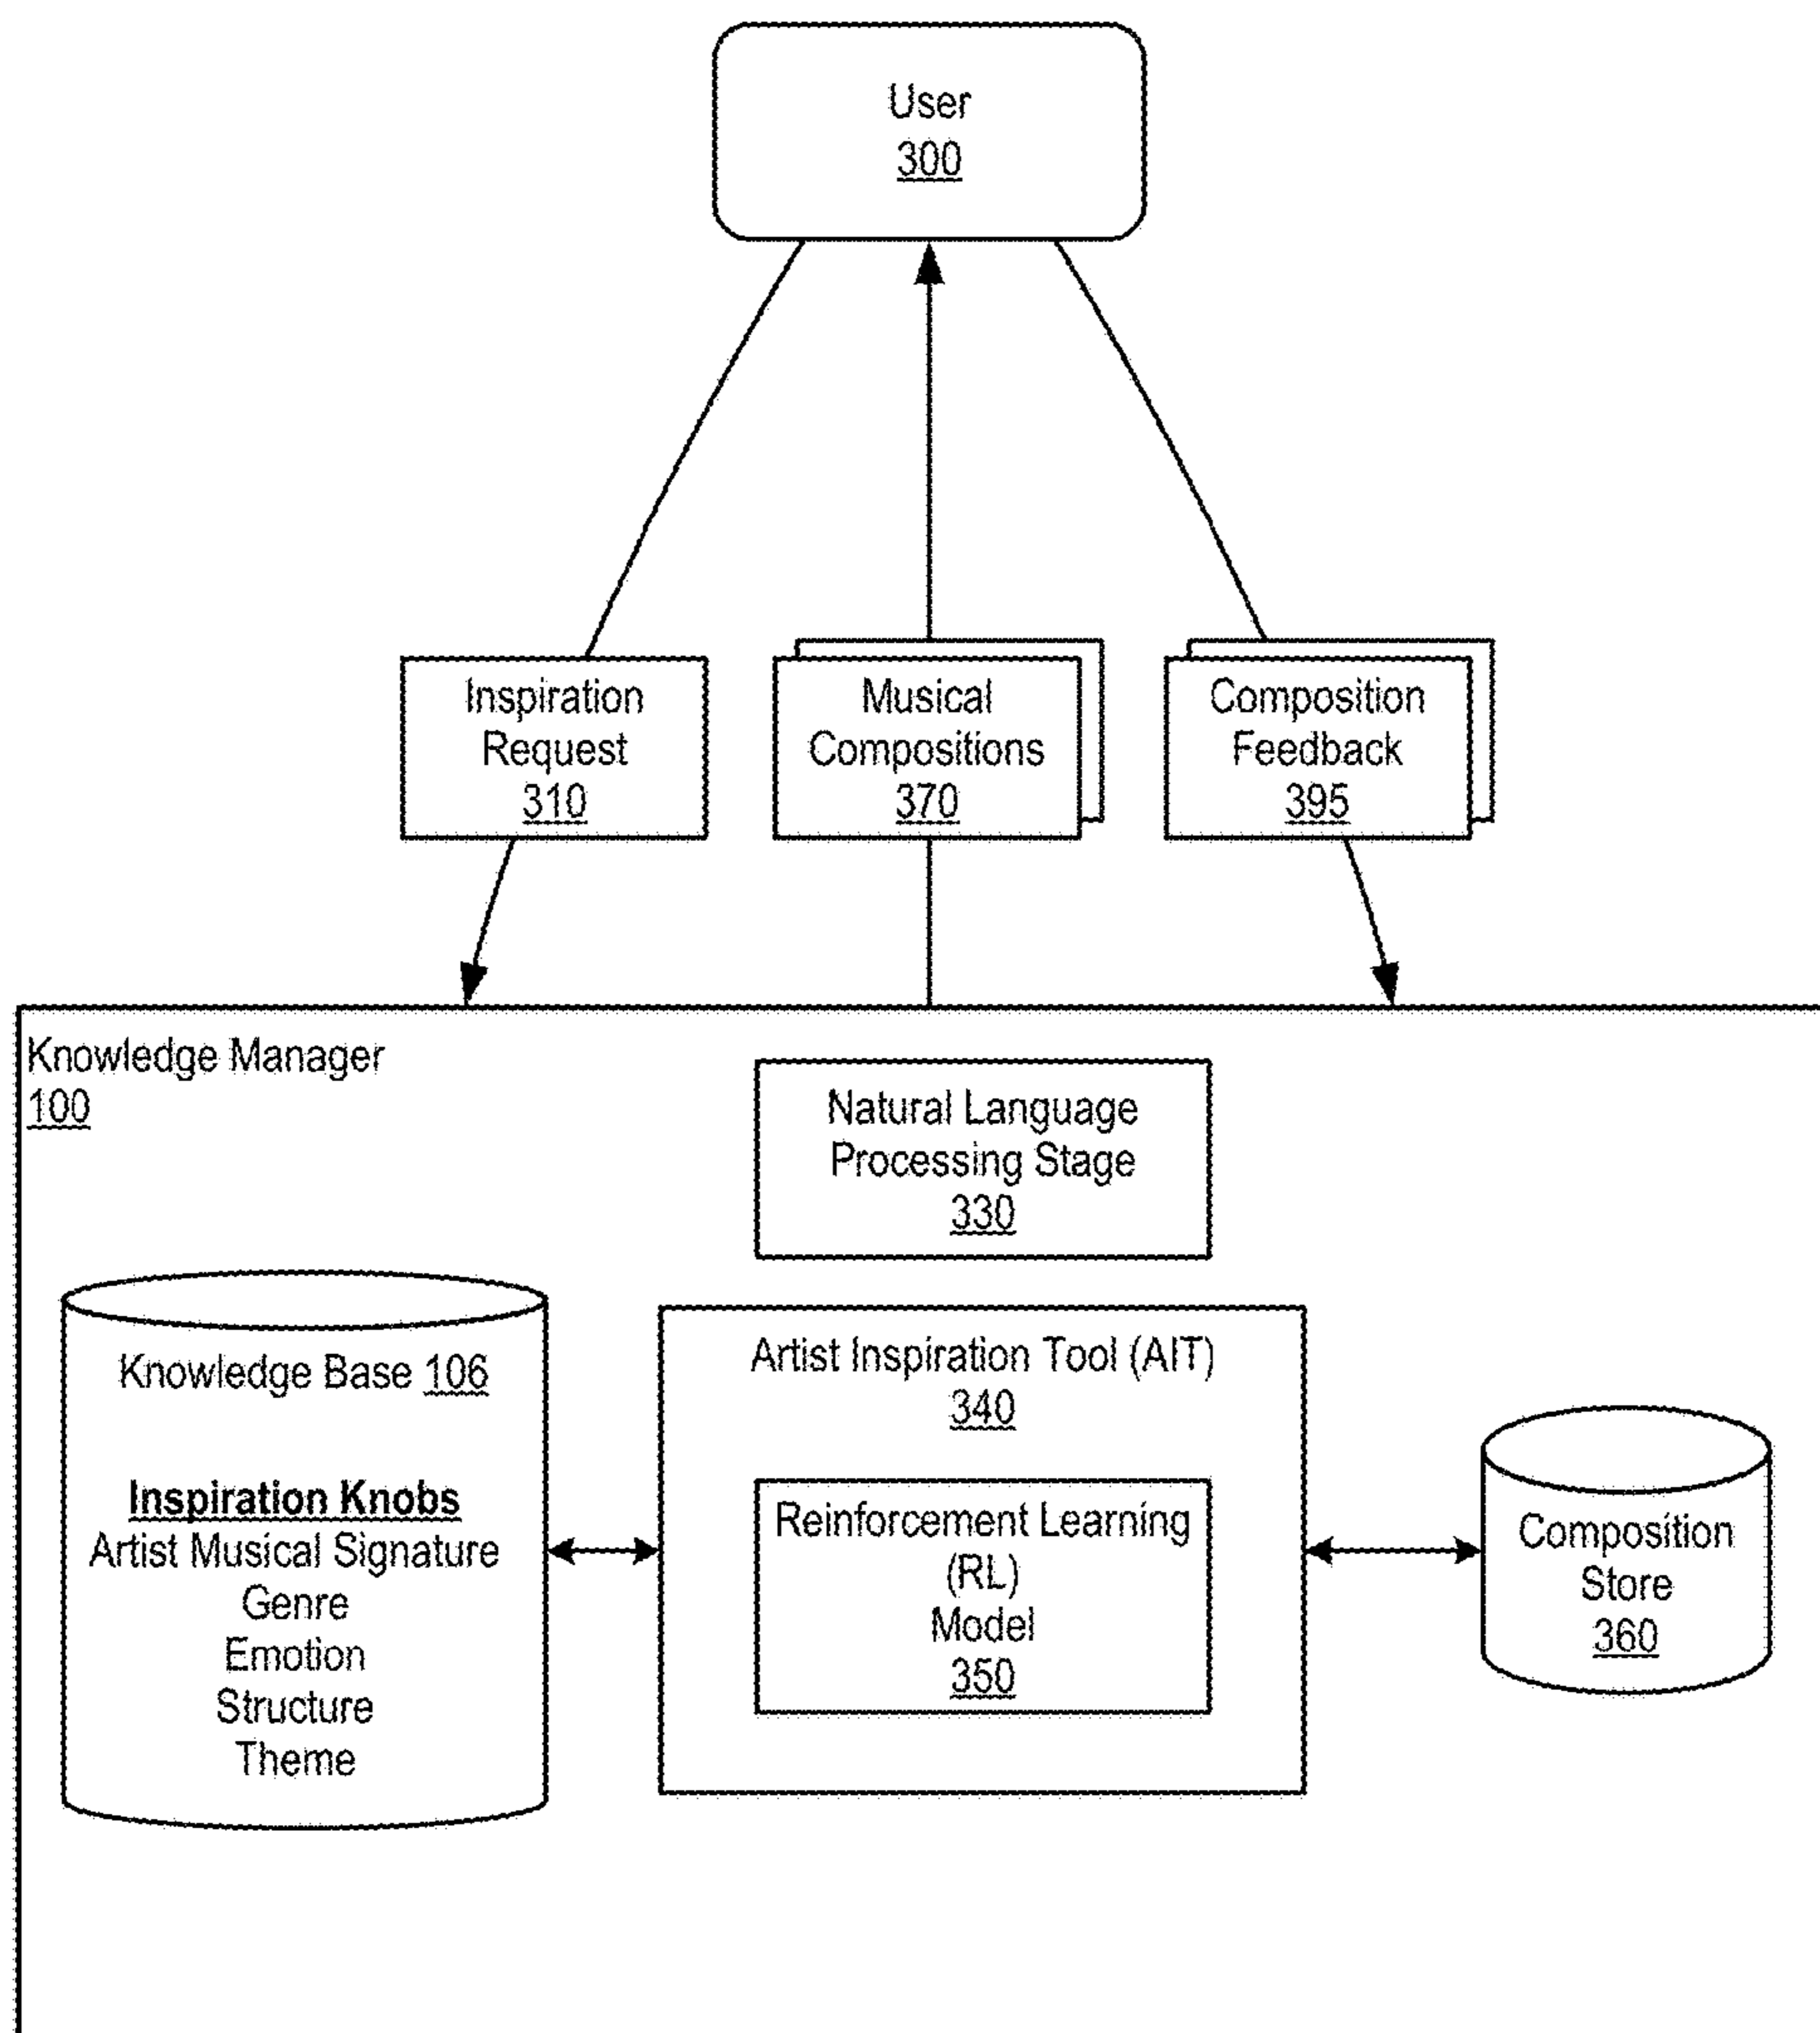 User
300
Inspiration
Request
310
Musical
Compositions
370
Composition
Feedback
395
Knowledge Manager
100
Natural Language
Processing Stage
330
Knowledge Base 106
Inspiration Knobs
Artist Musical Signature
Genre
Emotion
Structure
Theme
Artist Inspiration Tool (AIT)
340
Reinforcement Learning
(RL)
Model
350
Composition
Store
360